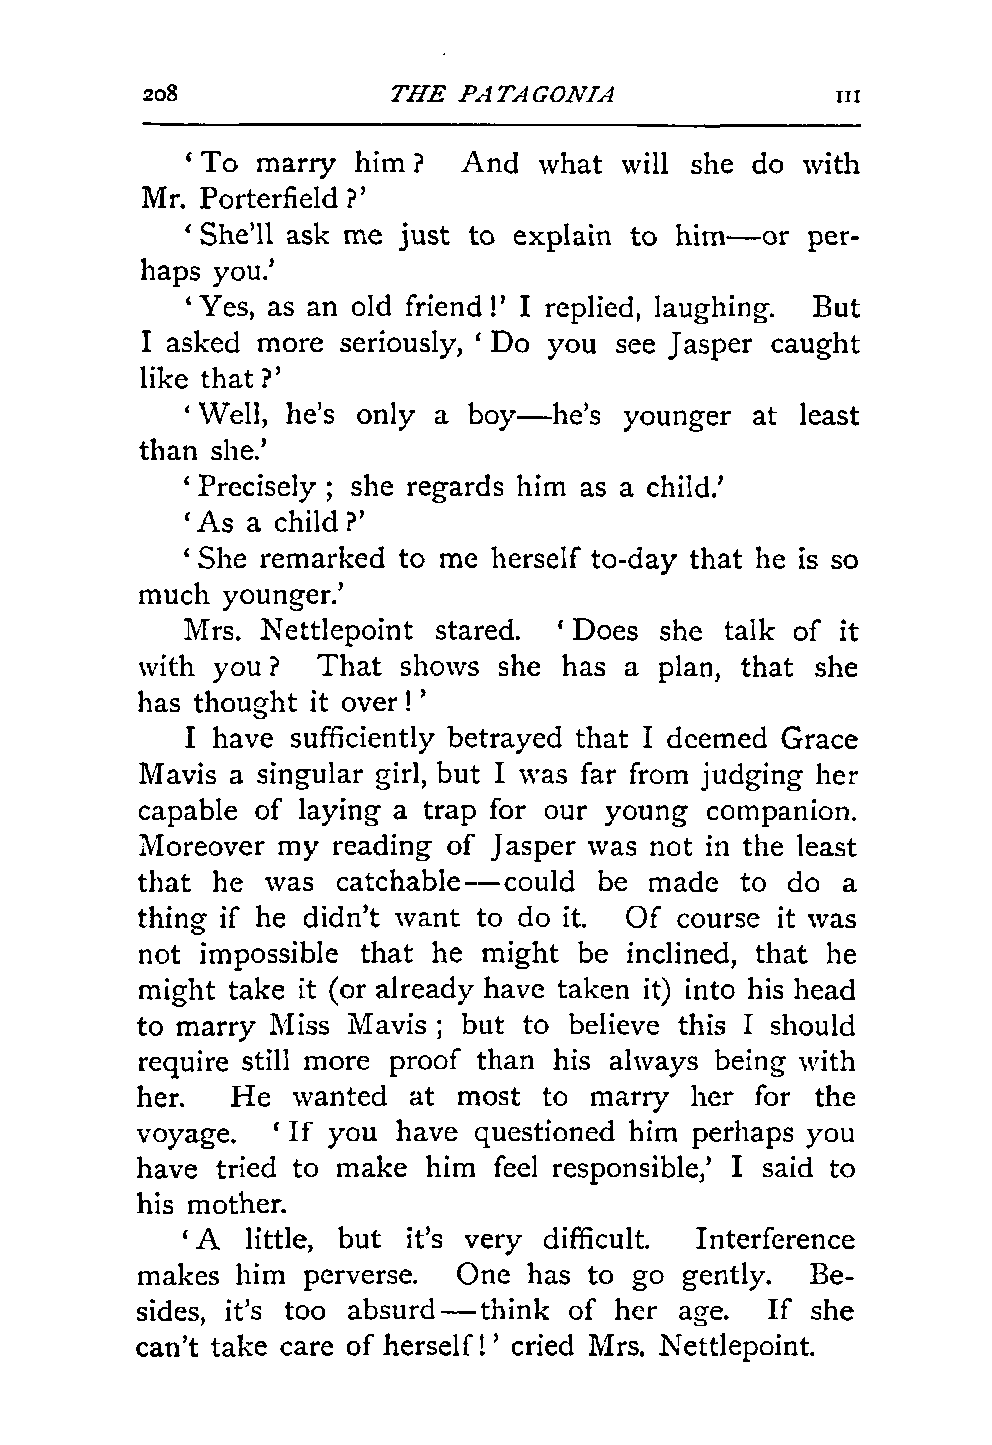 208 THE PATAGONIA III
‘To marry him? And what will she do with
Mr. Porterfield?’
‘She'll ask me just to explain to him—or per-
haps you.’
‘Yes, as an old friend!’ I replied, laughing. But
I asked more seriously, ‘Do you see Jasper caught
like that?’
‘Well, he's only a boy—he's younger at least
than she.’
‘Precisely; she regards him as a child.’
‘As a child?’
‘She remarked to me herself to-day that he is so
much younger.’
Mrs. Nettlepoint stared. ‘Does she talk of it
with you? That shows she has a plan, that she
has thought it over!’
I have sufficiently betrayed that I deemed Grace
Mavis a singular girl, but I was far from judging her
capable of laying a trap for our young companion.
Moreover my reading of Jasper was not in the least
that he was catchable—could be made to do a
thing if he didn't want to do it. Of course it was
not impossible that he might be inclined, that he
might take it (or already have taken it) into his head
to marry Miss Mavis; but to believe this I should
require still more proof than his always being with
her. He wanted at most to marry her for the
voyage. ‘If you have questioned him perhaps you
have tried to make him feel responsible,’ I said to
his mother.
‘A little, but it's very difficult. Interference
makes him perverse. One has to go gently. Be-
sides, it's too absurd—think of her age. If she
can't take care of herself!’ cried Mrs. Nettlepoint.